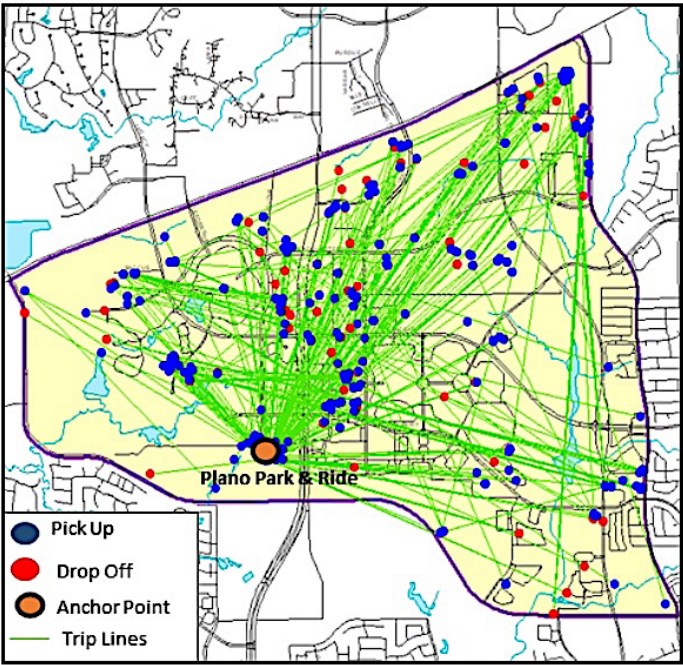 Plano Park & Ride
Pick Up
Drop Off
Anchor Point
Trip Lines